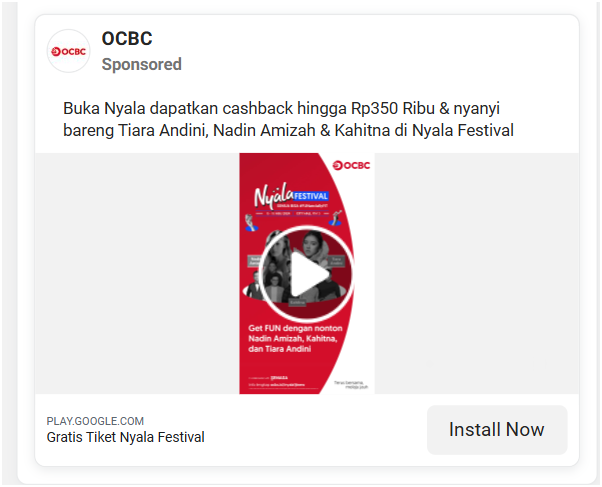 OCBC
OCBC
Sponsored
Buka Nyala dapatkan cashback hingga Rp350 Ribu & nyanyi
bareng Tiara Andini, Nadin Amizah & Kahitna di Nyala Festival
OCBC
Nyala FESTIVAL
Get FUN dengan nonton
Nadin Amizah, Kahitna,
dan Tiara Andini
PLAY.GOOGLE.COM
Gratis Tiket Nyala Festival
Install Now